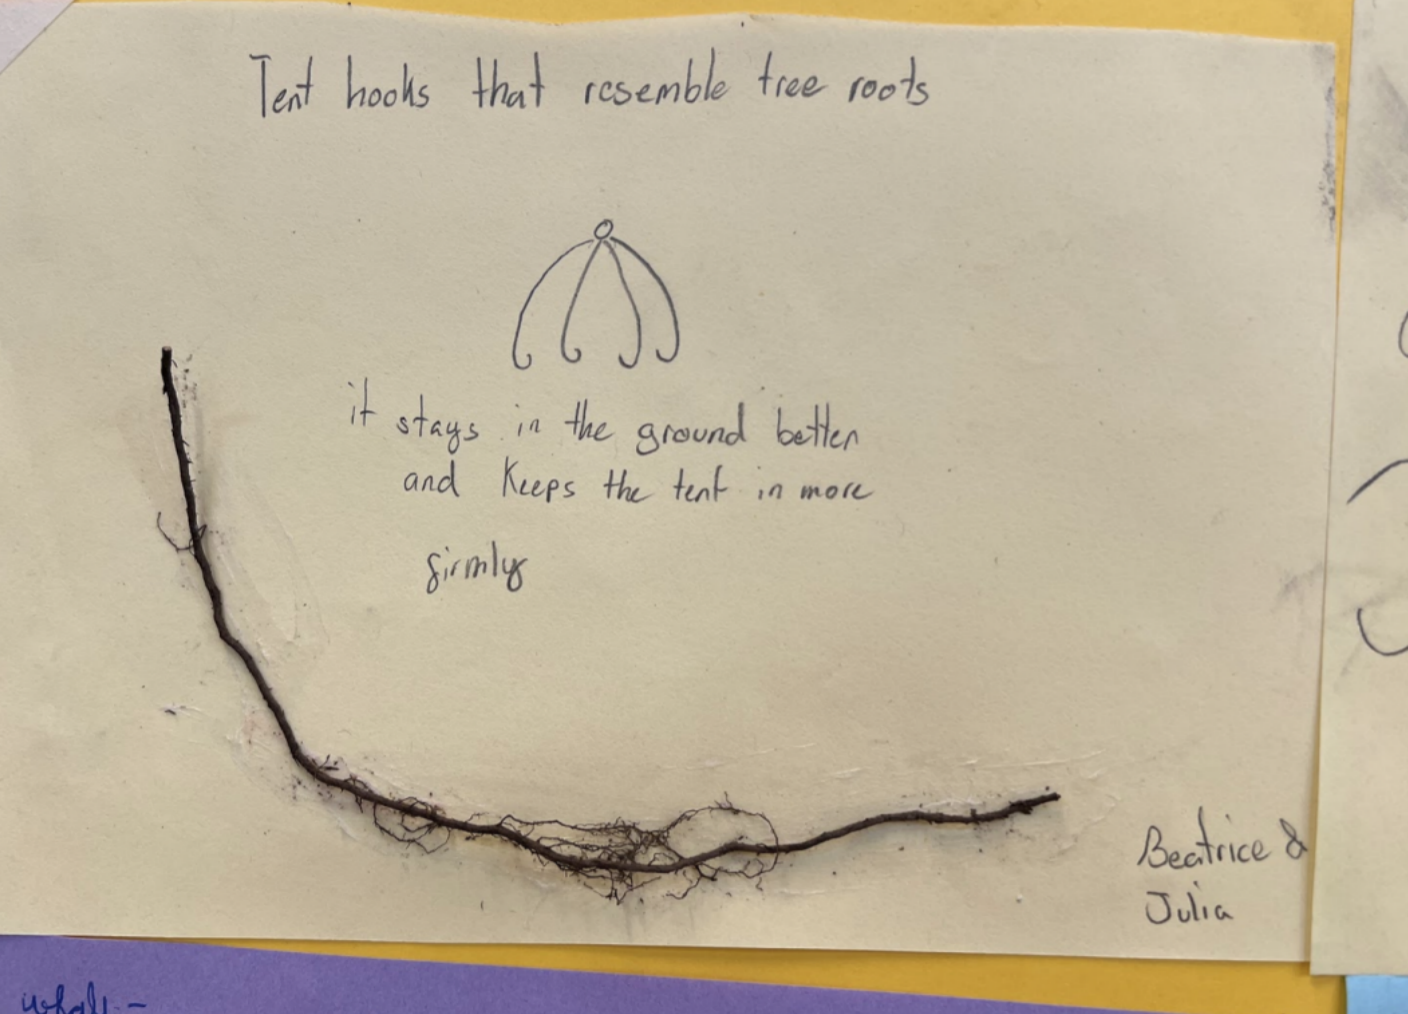 Tent hooks that resemble tree roots
it stays in the ground better
and Keeps the tent in more
firmly
Beatrice &
Julia